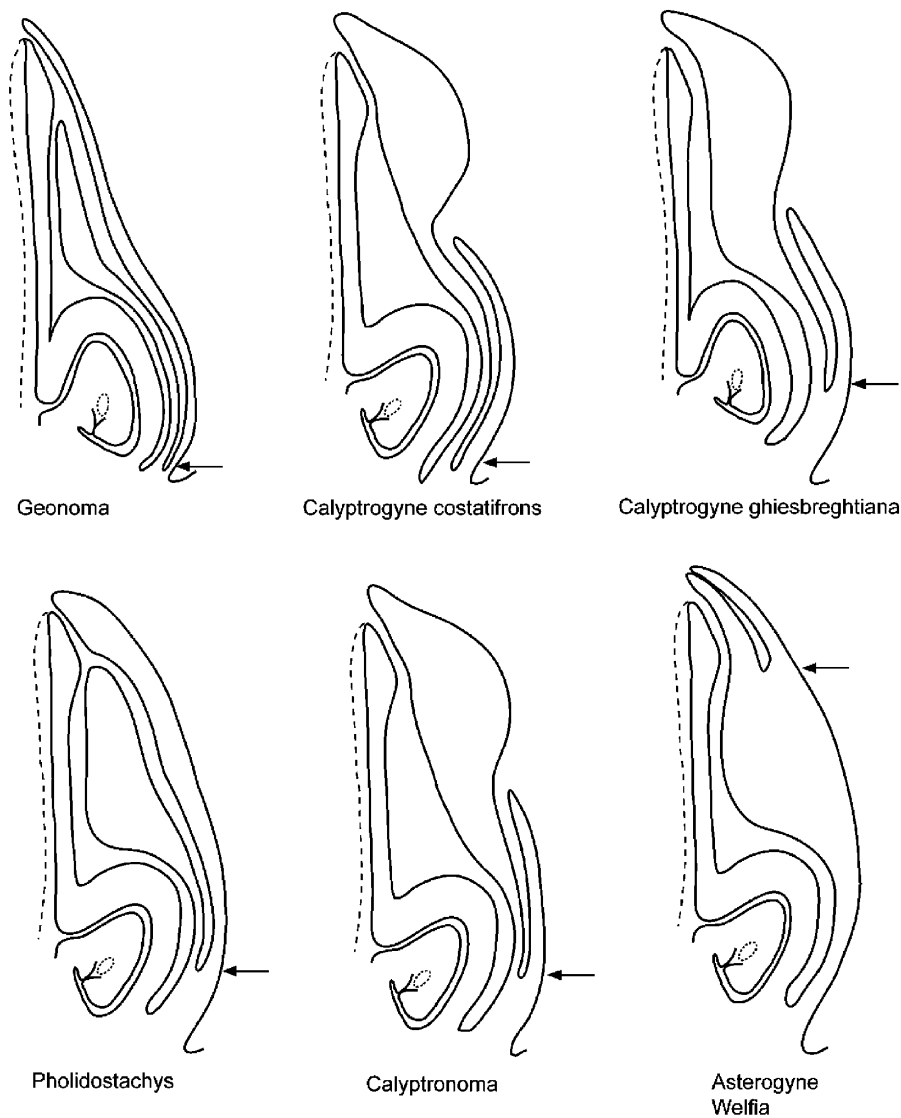 Geonoma
Calyptrogyne costatifrons
Calyptrogyne ghiesbreghtiana
Pholidostachys
Calyptronoma
Asterogyne
Welfia